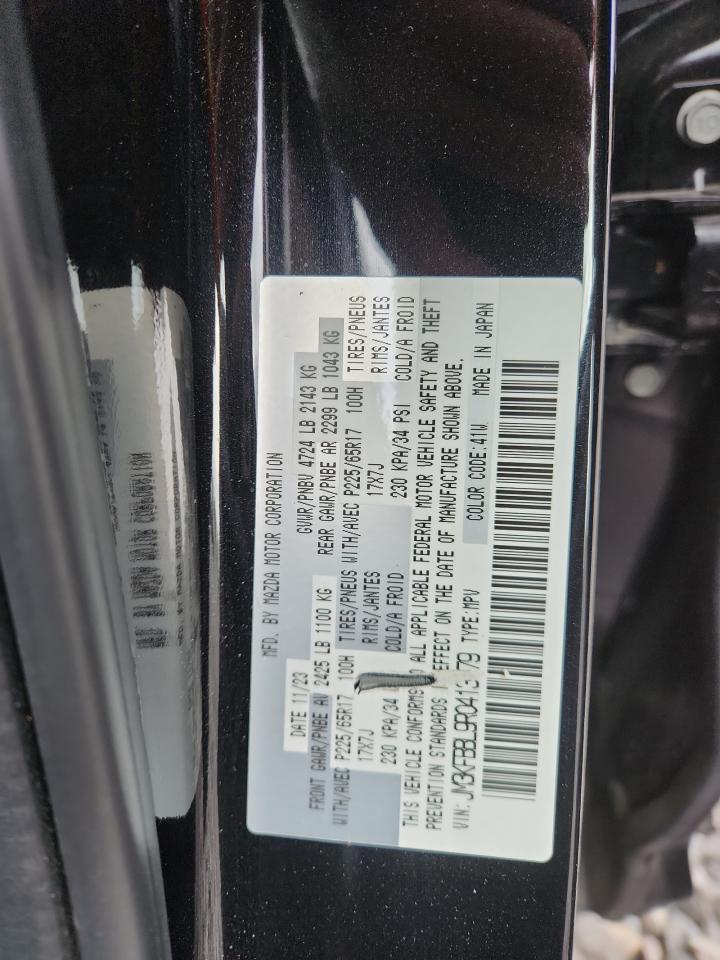 MFD. BY MAZDA MOTOR CORPORATION
DATE 11/23 GVWR/PNBV 4724 LB 2143 KG
FRONT GAWR/PNBE AV 2425 LB 1100 KG REAR GAWR/PNBE AR 2299 LB 1043 KG
WITH/AVEC P225/65R17 100H TIRES/PNEUS WITH/AVEC P225/65R17 100H TIRES/PNEUS
17X7J RIMS/JANTES 17X7J RIMS/JANTES
230 KPA/34 COLD/A FROID 230 KPA/34 PSI COLD/A FROID
THIS VEHICLE CONFORMS ALL APPLICABLE FEDERAL MOTOR VEHICLE SAFETY AND THEFT
PREVENTION STANDARDS EFFECT ON THE DATE OF MANUFACTURE SHOWN ABOVE.
VIN: TYPE:MPV COLOR CODE:41W MADE IN JAPAN